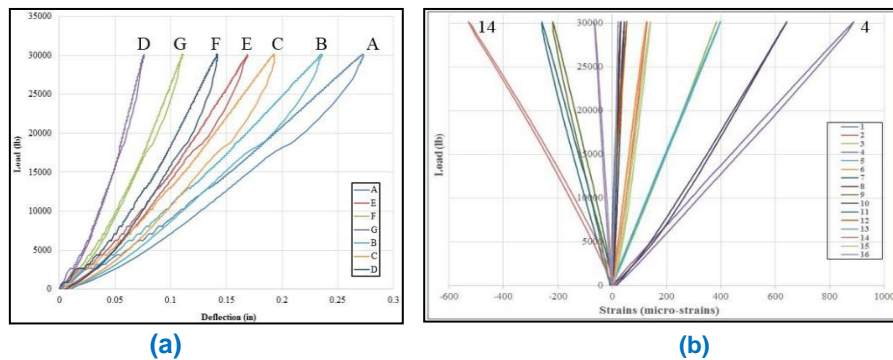 35000
30000
25000
20000
15000
10000
5000
0
Load (lb)
D G F E C B A
A
E
F
G
B
C
D
0 0.05 0.1 0.15 0.2 0.25 0.3
Deflection (in)
(a)
30000
25000
20000
15000
10000
5000
0
Load (lb)
14
4
1
2
3
4
5
6
7
8
9
10
11
12
13
14
15
16
-600 -400 -200 0 200 400 600 800 1000
Strains (micro-strains)
(b)